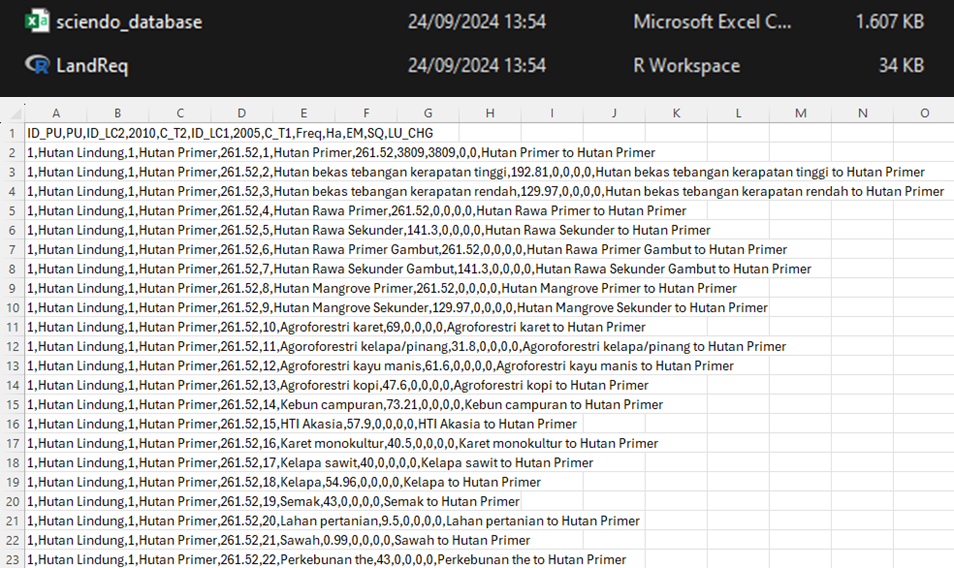 sciendo_database 24/09/2024 13:54 Microsoft Excel C... 1.607 KB
LandReq 24/09/2024 13:54 R Workspace 34 KB
A B C D E F G H I J K L M N O
1 ID_PU,PU,ID_LC2,2010,C_T2,ID_LC1,2005,C_T1,Freq,Ha,EM,SQ,LU_CHG
2 1,Hutan Lindung,1,Hutan Primer,261.52,1,Hutan Primer,261.52,3809,3809,0,0,Hutan Primer to Hutan Primer
3 1,Hutan Lindung,1,Hutan Primer,261.52,2,Hutan bekas tebangan kerapatan tinggi,192.81,0,0,0,0,Hutan bekas tebangan kerapatan tinggi to Hutan Primer
4 1,Hutan Lindung,1,Hutan Primer,261.52,3,Hutan bekas tebangan kerapatan rendah,129.97,0,0,0,0,Hutan bekas tebangan kerapatan rendah to Hutan Primer
5 1,Hutan Lindung,1,Hutan Primer,261.52,4,Hutan Rawa Primer,261.52,0,0,0,0,Hutan Rawa Primer to Hutan Primer
6 1,Hutan Lindung,1,Hutan Primer,261.52,5,Hutan Rawa Sekunder,141.3,0,0,0,0,Hutan Rawa Sekunder to Hutan Primer
7 1,Hutan Lindung,1,Hutan Primer,261.52,6,Hutan Rawa Primer Gambut,261.52,0,0,0,0,Hutan Rawa Primer Gambut to Hutan Primer
8 1,Hutan Lindung,1,Hutan Primer,261.52,7,Hutan Rawa Sekunder Gambut,141.3,0,0,0,0,Hutan Rawa Sekunder Gambut to Hutan Primer
9 1,Hutan Lindung,1,Hutan Primer,261.52,8,Hutan Mangrove Primer,261.52,0,0,0,0,Hutan Mangrove Primer to Hutan Primer
10 1,Hutan Lindung,1,Hutan Primer,261.52,9,Hutan Mangrove Sekunder,129.97,0,0,0,0,Hutan Mangrove Sekunder to Hutan Primer
11 1,Hutan Lindung,1,Hutan Primer,261.52,10,Agroforestri karet,69,0,0,0,0,Agroforestri karet to Hutan Primer
12 1,Hutan Lindung,1,Hutan Primer,261.52,11,Agoroforestri kelapa/pinang,31.8,0,0,0,0,Agoroforestri kelapa/pinang to Hutan Primer
13 1,Hutan Lindung,1,Hutan Primer,261.52,12,Agroforestri kayu manis,61.6,0,0,0,0,Agroforestri kayu manis to Hutan Primer
14 1,Hutan Lindung,1,Hutan Primer,261.52,13,Agroforestri kopi,47.6,0,0,0,0,Agroforestri kopi to Hutan Primer
15 1,Hutan Lindung,1,Hutan Primer,261.52,14,Kebun campuran,73.21,0,0,0,0,Kebun campuran to Hutan Primer
16 1,Hutan Lindung,1,Hutan Primer,261.52,15,HTI Akasia,57.9,0,0,0,0,HTI Akasia to Hutan Primer
17 1,Hutan Lindung,1,Hutan Primer,261.52,16,Karet monokultur,40.5,0,0,0,0,Karet monokultur to Hutan Primer
18 1,Hutan Lindung,1,Hutan Primer,261.52,17,Kelapa sawit,40,0,0,0,0,Kelapa sawit to Hutan Primer
19 1,Hutan Lindung,1,Hutan Primer,261.52,18,Kelapa,54.96,0,0,0,0,Kelapa to Hutan Primer
20 1,Hutan Lindung,1,Hutan Primer,261.52,19,Semak,43,0,0,0,0,Semak to Hutan Primer
21 1,Hutan Lindung,1,Hutan Primer,261.52,20,Lahan pertanian,9.5,0,0,0,0,Lahan pertanian to Hutan Primer
22 1,Hutan Lindung,1,Hutan Primer,261.52,21,Sawah,0.99,0,0,0,0,Sawah to Hutan Primer
23 1,Hutan Lindung,1,Hutan Primer,261.52,22,Perkebunan the,43,0,0,0,0,Perkebunan the to Hutan Primer